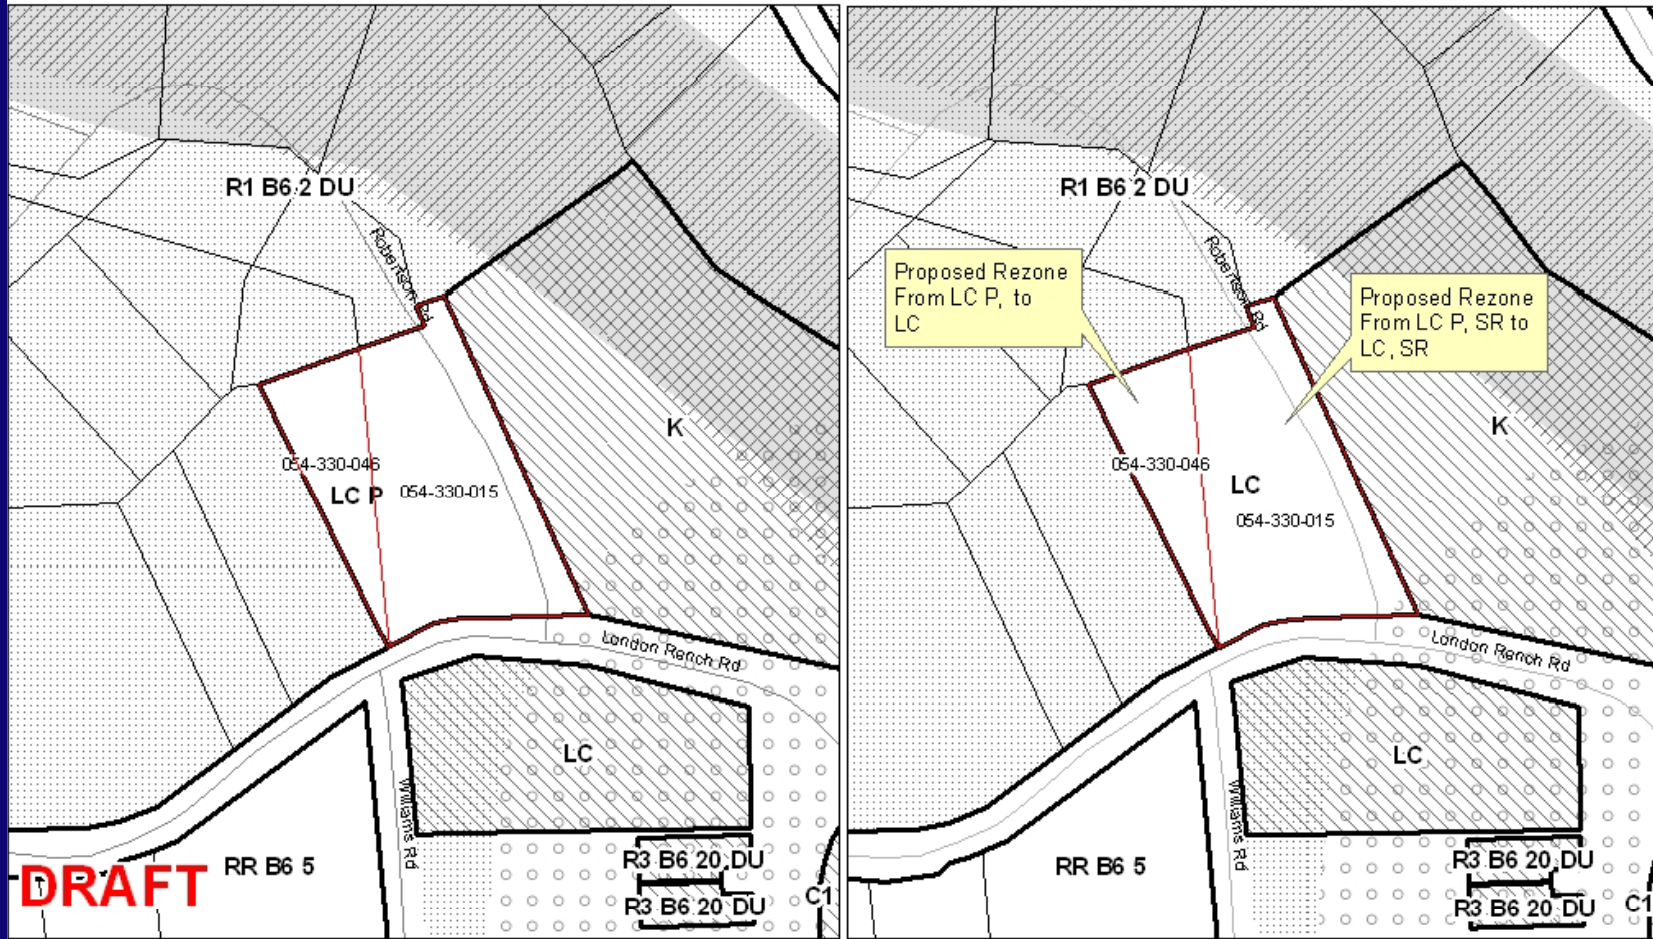 R1 B6 2 DU
Robertson Rd
K
054-330-046
LC P
054-330-015
London Ranch Rd
LC
Williams Rd
RR B6 5
R3 B6 20 DU
R3 B6 20 DU
C1
DRAFT
R1 B6 2 DU
Robertson Rd
Proposed Rezone
From LC P, to
LC
Proposed Rezone
From LC P, SR to
LC, SR
K
054-330-046
LC
054-330-015
London Ranch Rd
LC
Williams Rd
RR B6 5
R3 B6 20 DU
R3 B6 20 DU
C1